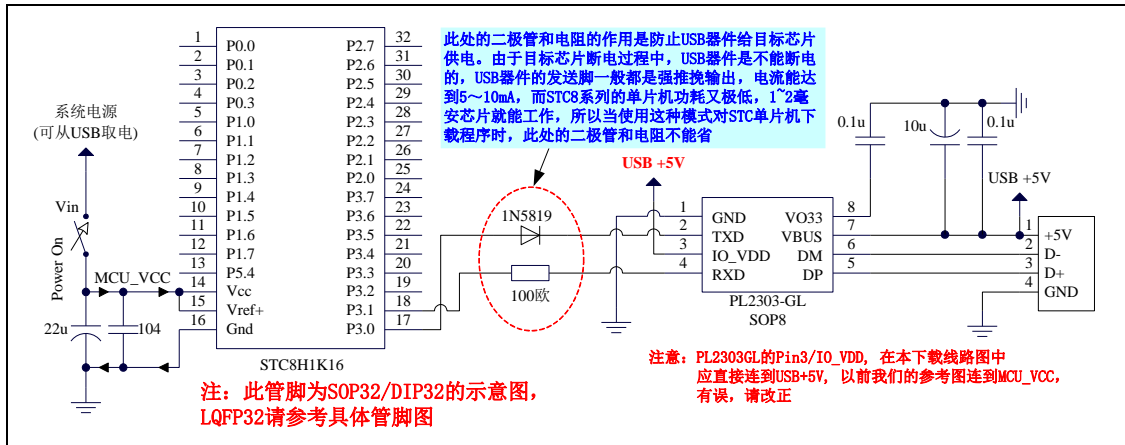 系统电源
(可从USB取电)
Vin
Power On
MCU_VCC
22u
104
1
2
3
4
5
6
7
8
9
10
11
12
13
14
15
16
P0.0
P0.1
P0.2
P0.3
P1.0
P1.1
P1.2
P1.3
P1.4
P1.5
P1.6
P1.7
P5.4
Vcc
Vref+
Gnd
P2.7
P2.6
P2.5
P2.4
P2.3
P2.2
P2.1
P2.0
P3.7
P3.6
P3.5
P3.4
P3.3
P3.2
P3.1
P3.0
32
31
30
29
28
27
26
25
24
23
22
21
20
19
18
17
STC8H1K16
注：此管脚为SOP32/DIP32的示意图，
LQFP32请参考具体管脚图
此处的二极管和电阻的作用是防止USB器件给目标芯片
供电。由于目标芯片断电过程中，USB器件是不能断电
的，USB器件的发送脚一般都是强推挽输出，电流能达
到5～10mA，而STC8系列的单片机功耗又极低，1~2毫
安芯片就能工作，所以当使用这种模式对STC单片机下
载程序时，此处的二极管和电阻不能省
1N5819
100欧
USB +5V
1
2
3
4
GND
TXD
IO_VDD
RXD
VO33
VBUS
DM
DP
8
7
6
5
PL2303-GL
SOP8
0.1u
10u
0.1u
USB +5V
1
2
3
4
+5V
D-
D+
GND
注意：PL2303GL的Pin3/IO_VDD, 在本下载线路图中
应直接连到USB+5V, 以前我们的参考图连到MCU_VCC,
有误，请改正